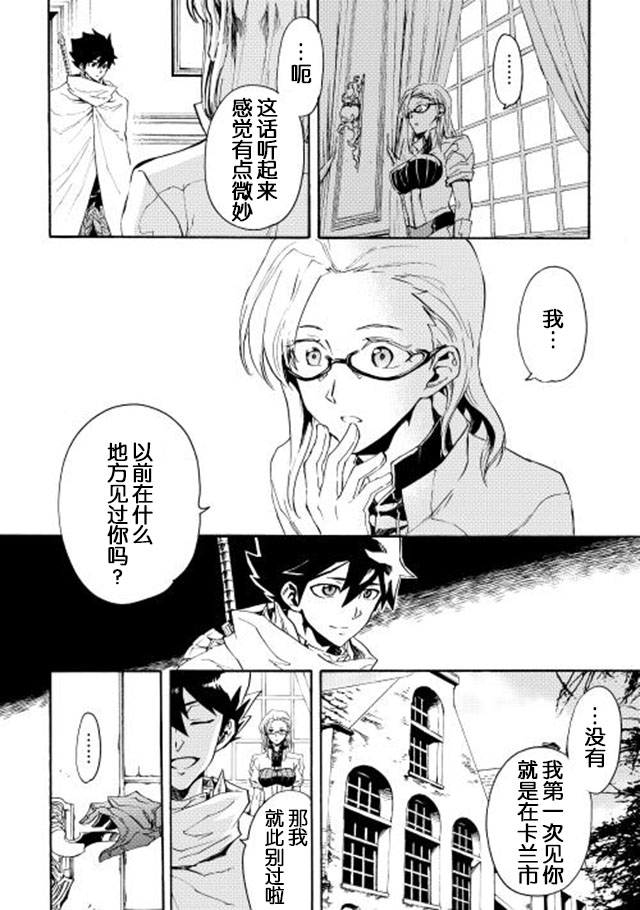 ……
…呃
这话听起来
感觉有点微妙
我…
以前在什么
地方见过你吗?
…没有
我第一次见你
就是在卡兰市
那我
就此别过啦
……